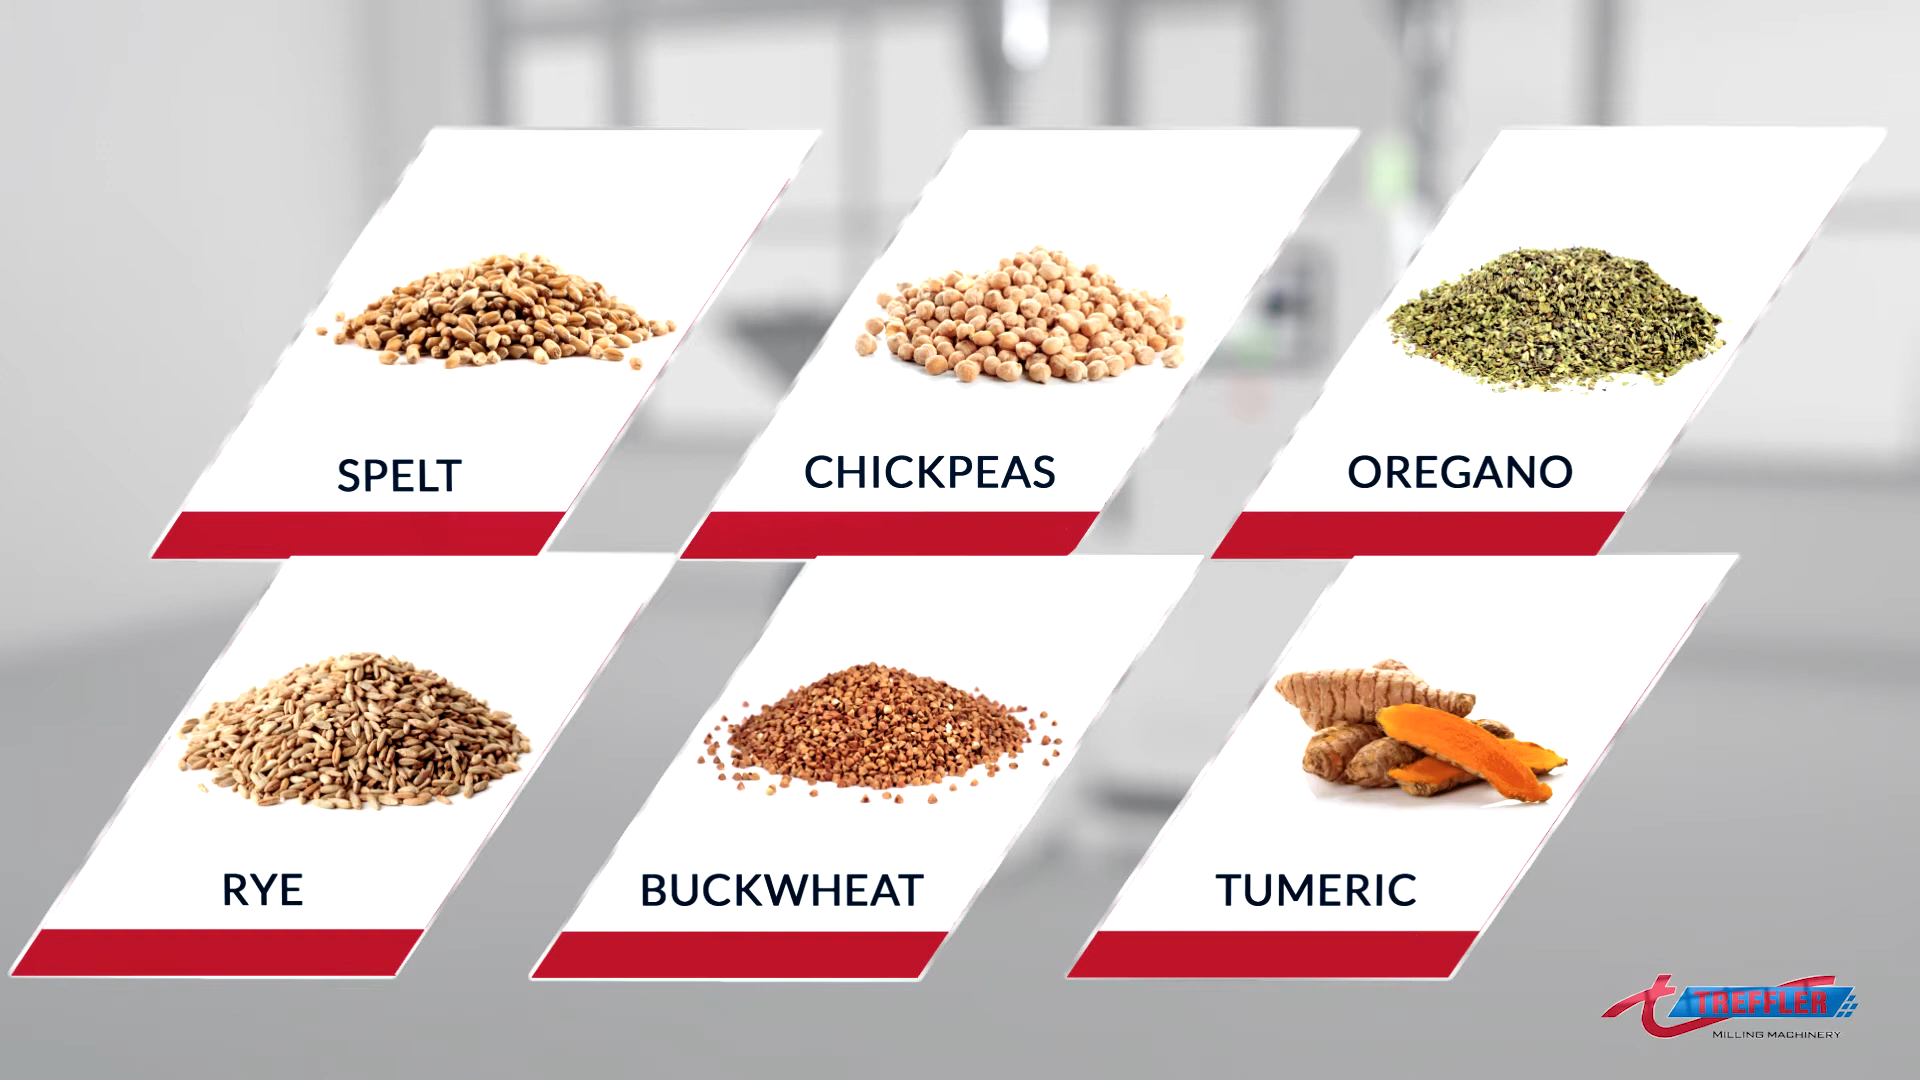 SPELT
CHICKPEAS
OREGANO
RYE
BUCKWHEAT
TUMERIC
TREFFLER
MILLING MACHINERY